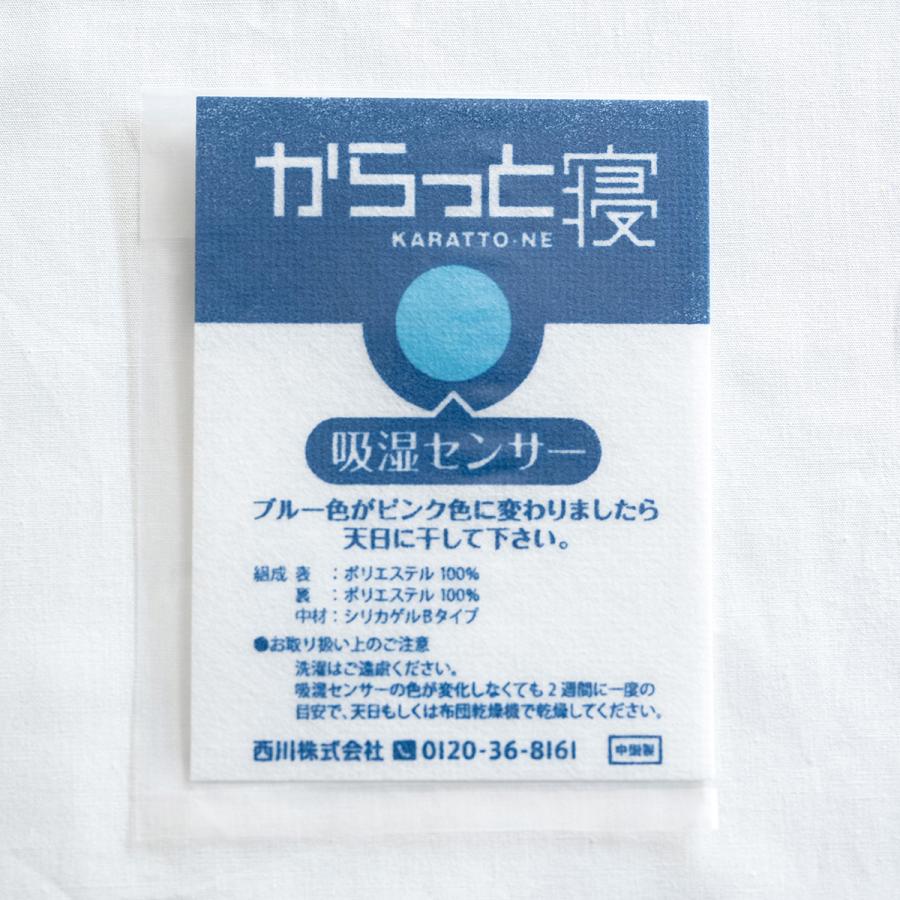 からっと寝
KARATTO・NE
吸湿センサー
ブルー色がピンク色に変わりましたら
天日に干して下さい。
組成 表 ：ポリエステル 100%
裏 ：ポリエステル 100%
中材：シリカゲルBタイプ
●お取り扱い上のご注意
洗濯はご遠慮ください。
吸湿センサーの色が変化しなくても2週間に一度の
目安で、天日もしくは布団乾燥機で乾燥してください。
西川株式会社 0120-36-8161 中国製